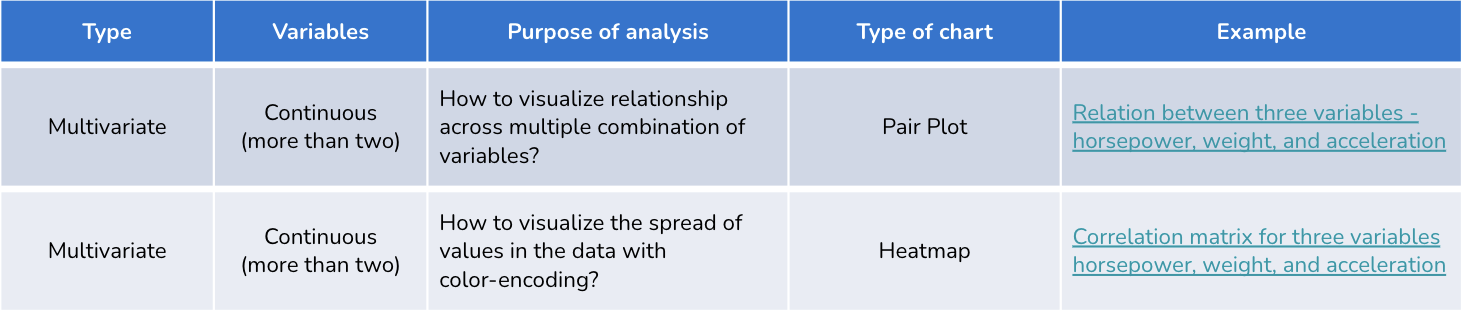 Type
Variables
Purpose of analysis
Type of chart
Example
Multivariate
Continuous
(more than two)
How to visualize relationship
across multiple combination of
variables?
Pair Plot
Relation between three variables -
horsepower, weight, and acceleration
Multivariate
Continuous
(more than two)
How to visualize the spread of
values in the data with
color-encoding?
Heatmap
Correlation matrix for three variables
horsepower, weight, and acceleration